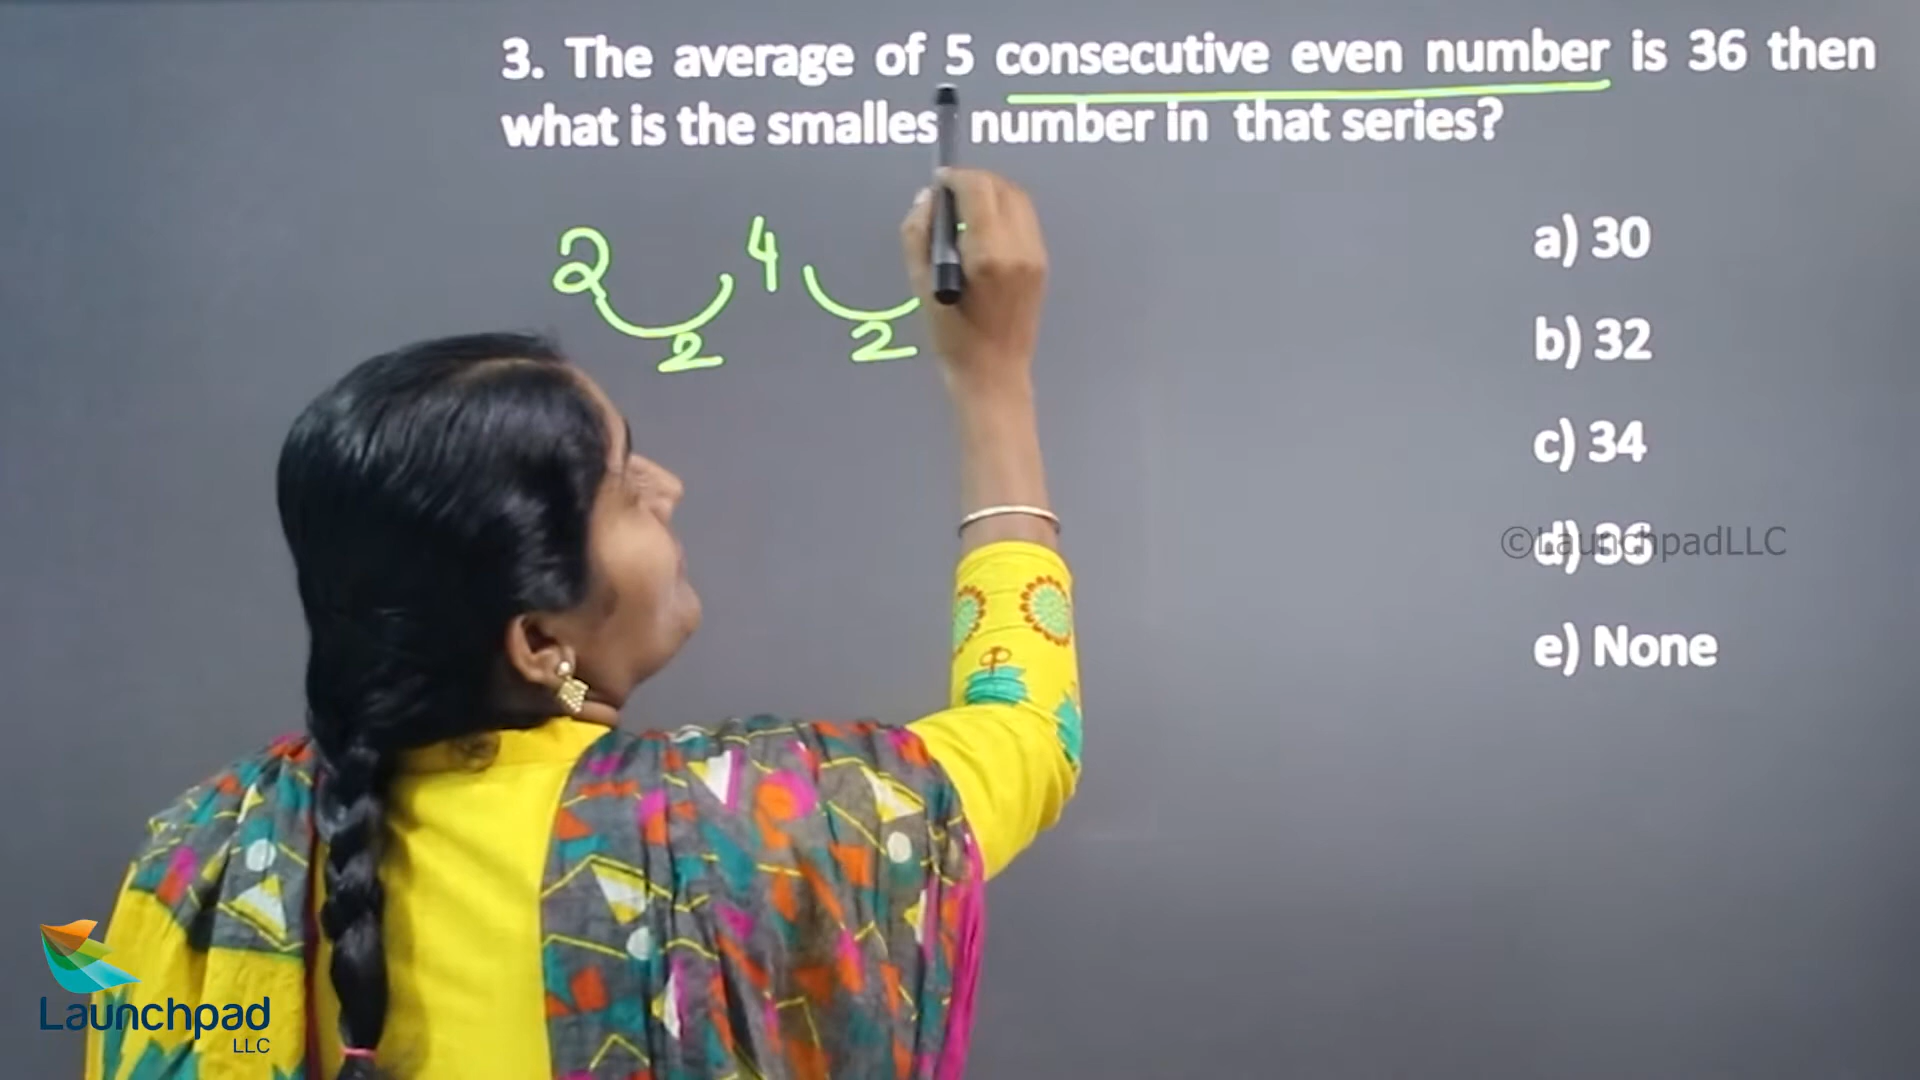 3. The average of 5 consecutive even number is 36 then
what is the smalles number in that series?
2 4
2 2
a) 30
b) 32
c) 34
d) 36
©LaunchpadLLC
e) None
Launchpad
LLC